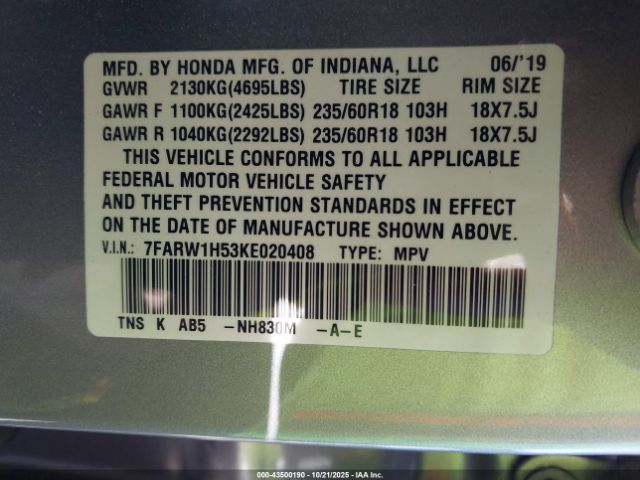 MFD. BY HONDA MFG. OF INDIANA, LLC 06/'19
GVWR 2130KG(4695LBS) TIRE SIZE RIM SIZE
GAWR F 1100KG(2425LBS) 235/60R18 103H 18X7.5J
GAWR R 1040KG(2292LBS) 235/60R18 103H 18X7.5J
THIS VEHICLE CONFORMS TO ALL APPLICABLE
FEDERAL MOTOR VEHICLE SAFETY
AND THEFT PREVENTION STANDARDS IN EFFECT
ON THE DATE OF MANUFACTURE SHOWN ABOVE.
V.I.N.: 7FARW1H53KE020408 TYPE: MPV
TNS K AB5 -NH830M -A-E
000-43500190 - 10/21/2025 - IAA Inc.